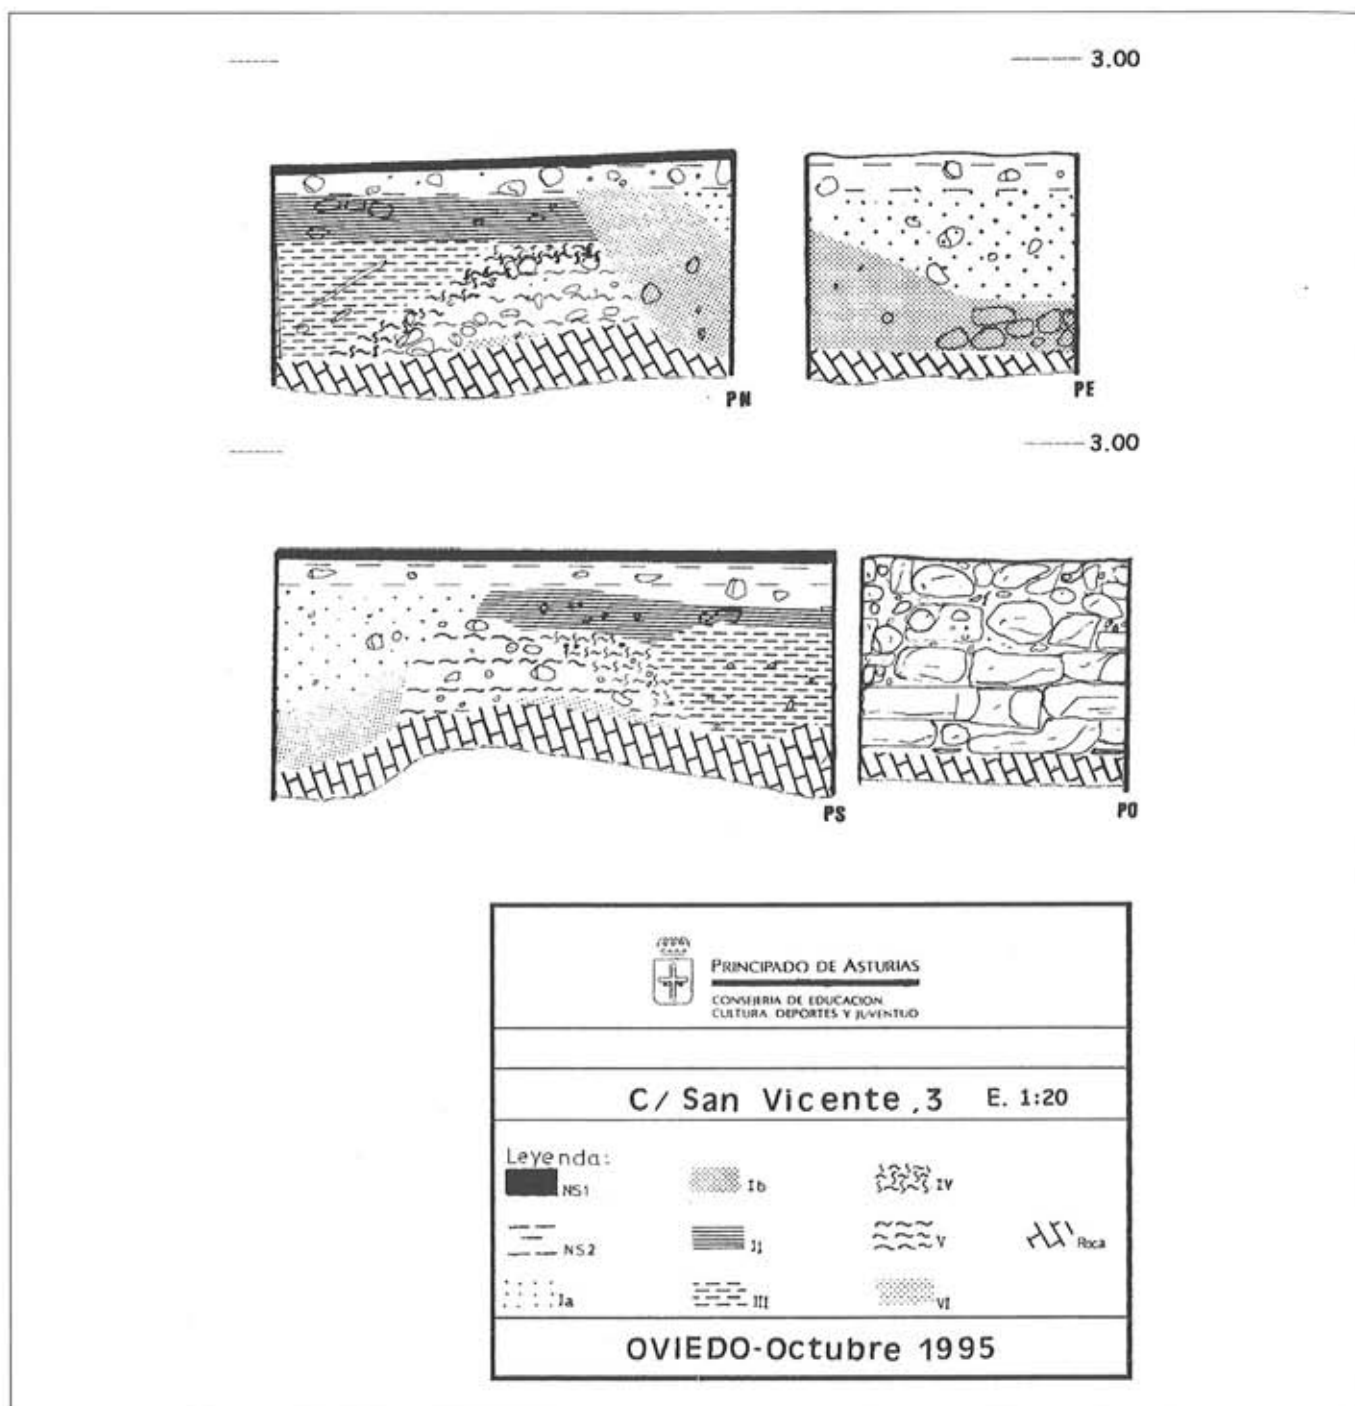 3.00
PN
PE
3.00
PS
PO
PRINCIPADO DE ASTURIAS
CONSEJERIA DE EDUCACION,
CULTURA, DEPORTES Y JUVENTUD
C/ San Vicente ,3 E. 1:20
Leyenda:
NS1
Ib
IV
NS2
II
V
Roca
Ia
III
VI
OVIEDO-Octubre 1995